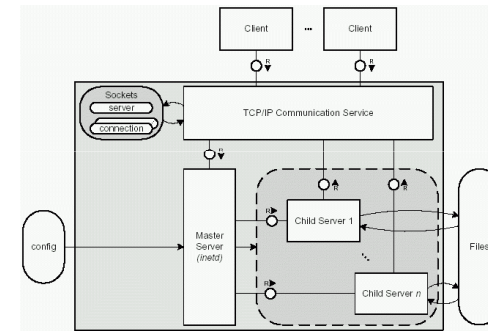 Client
...
Client
R
R
Sockets
server
connection
TCP/IP Communication Service
R
R
R
config
Master
Server
(inetd)
R
Child Server 1
Files
R
Child Server n